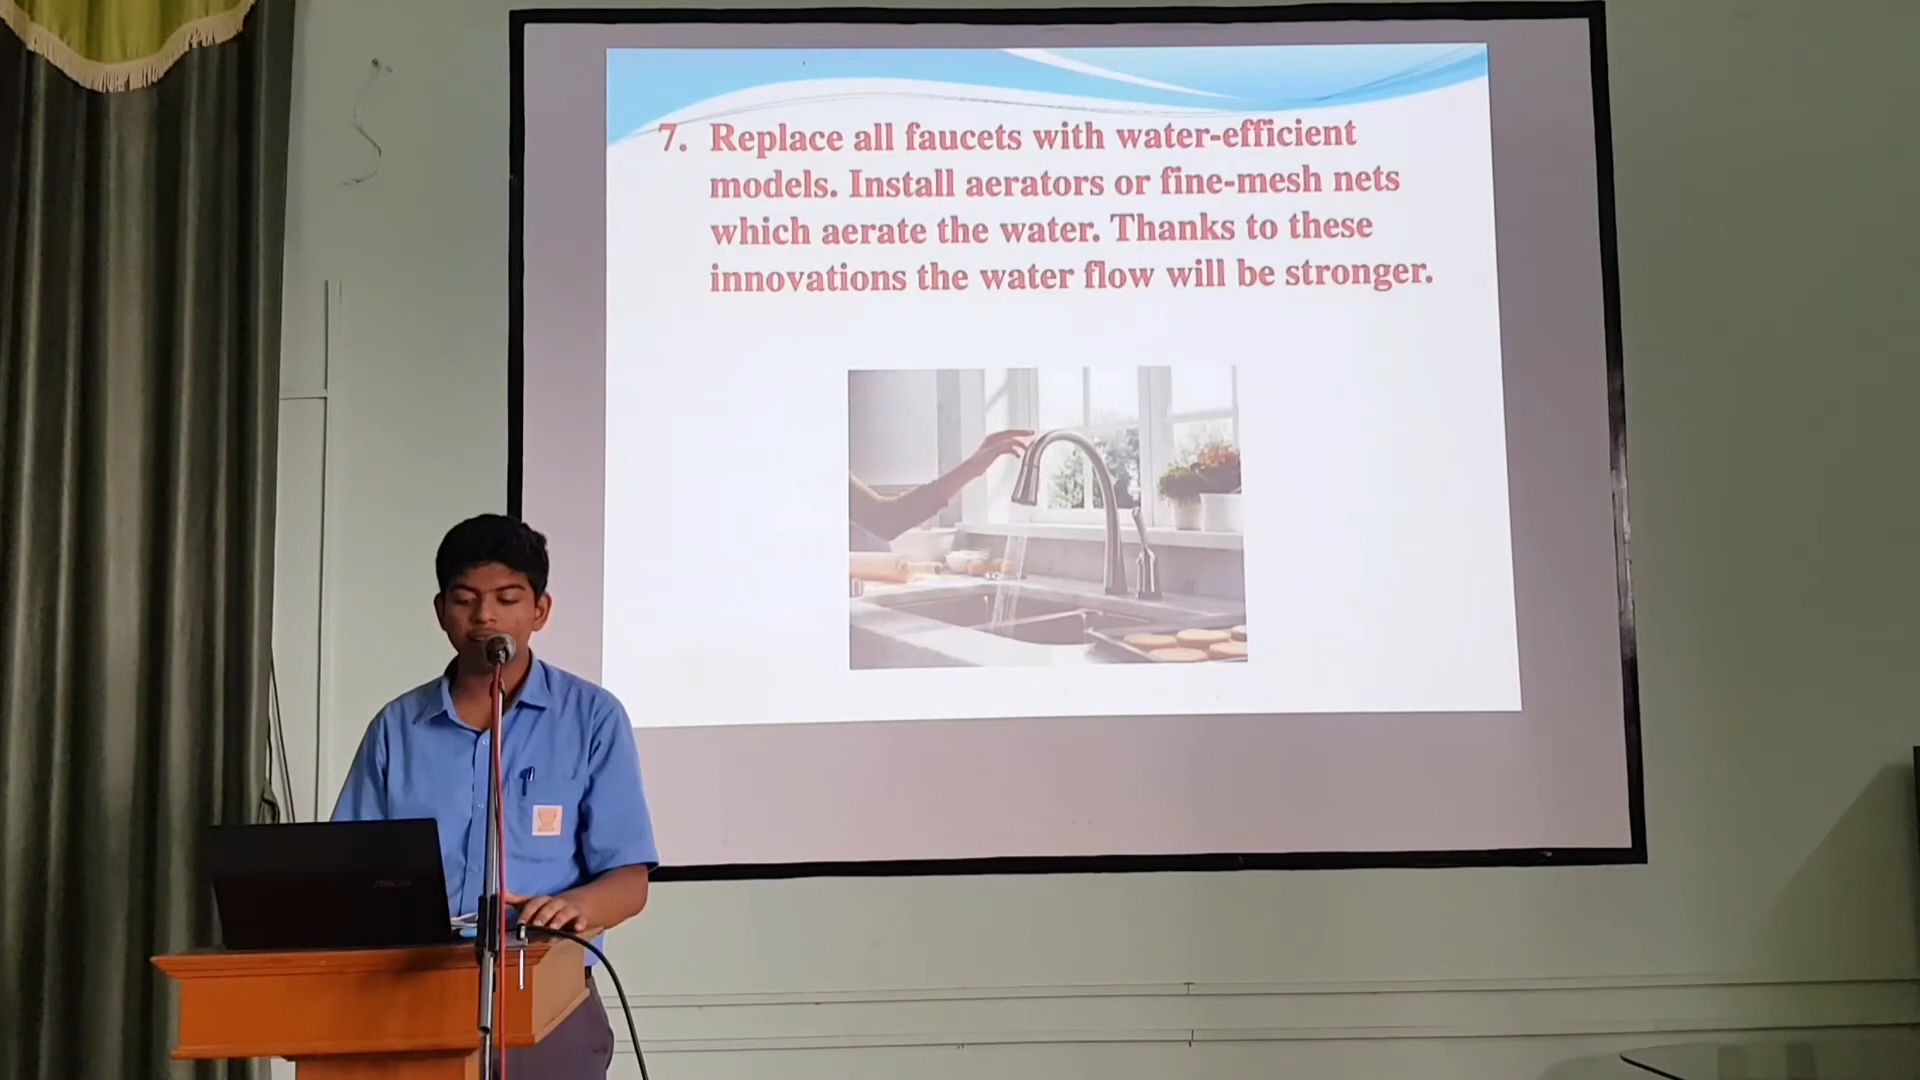 7. Replace all faucets with water-efficient
models. Install aerators or fine-mesh nets
which aerate the water. Thanks to these
innovations the water flow will be stronger.
ASUS